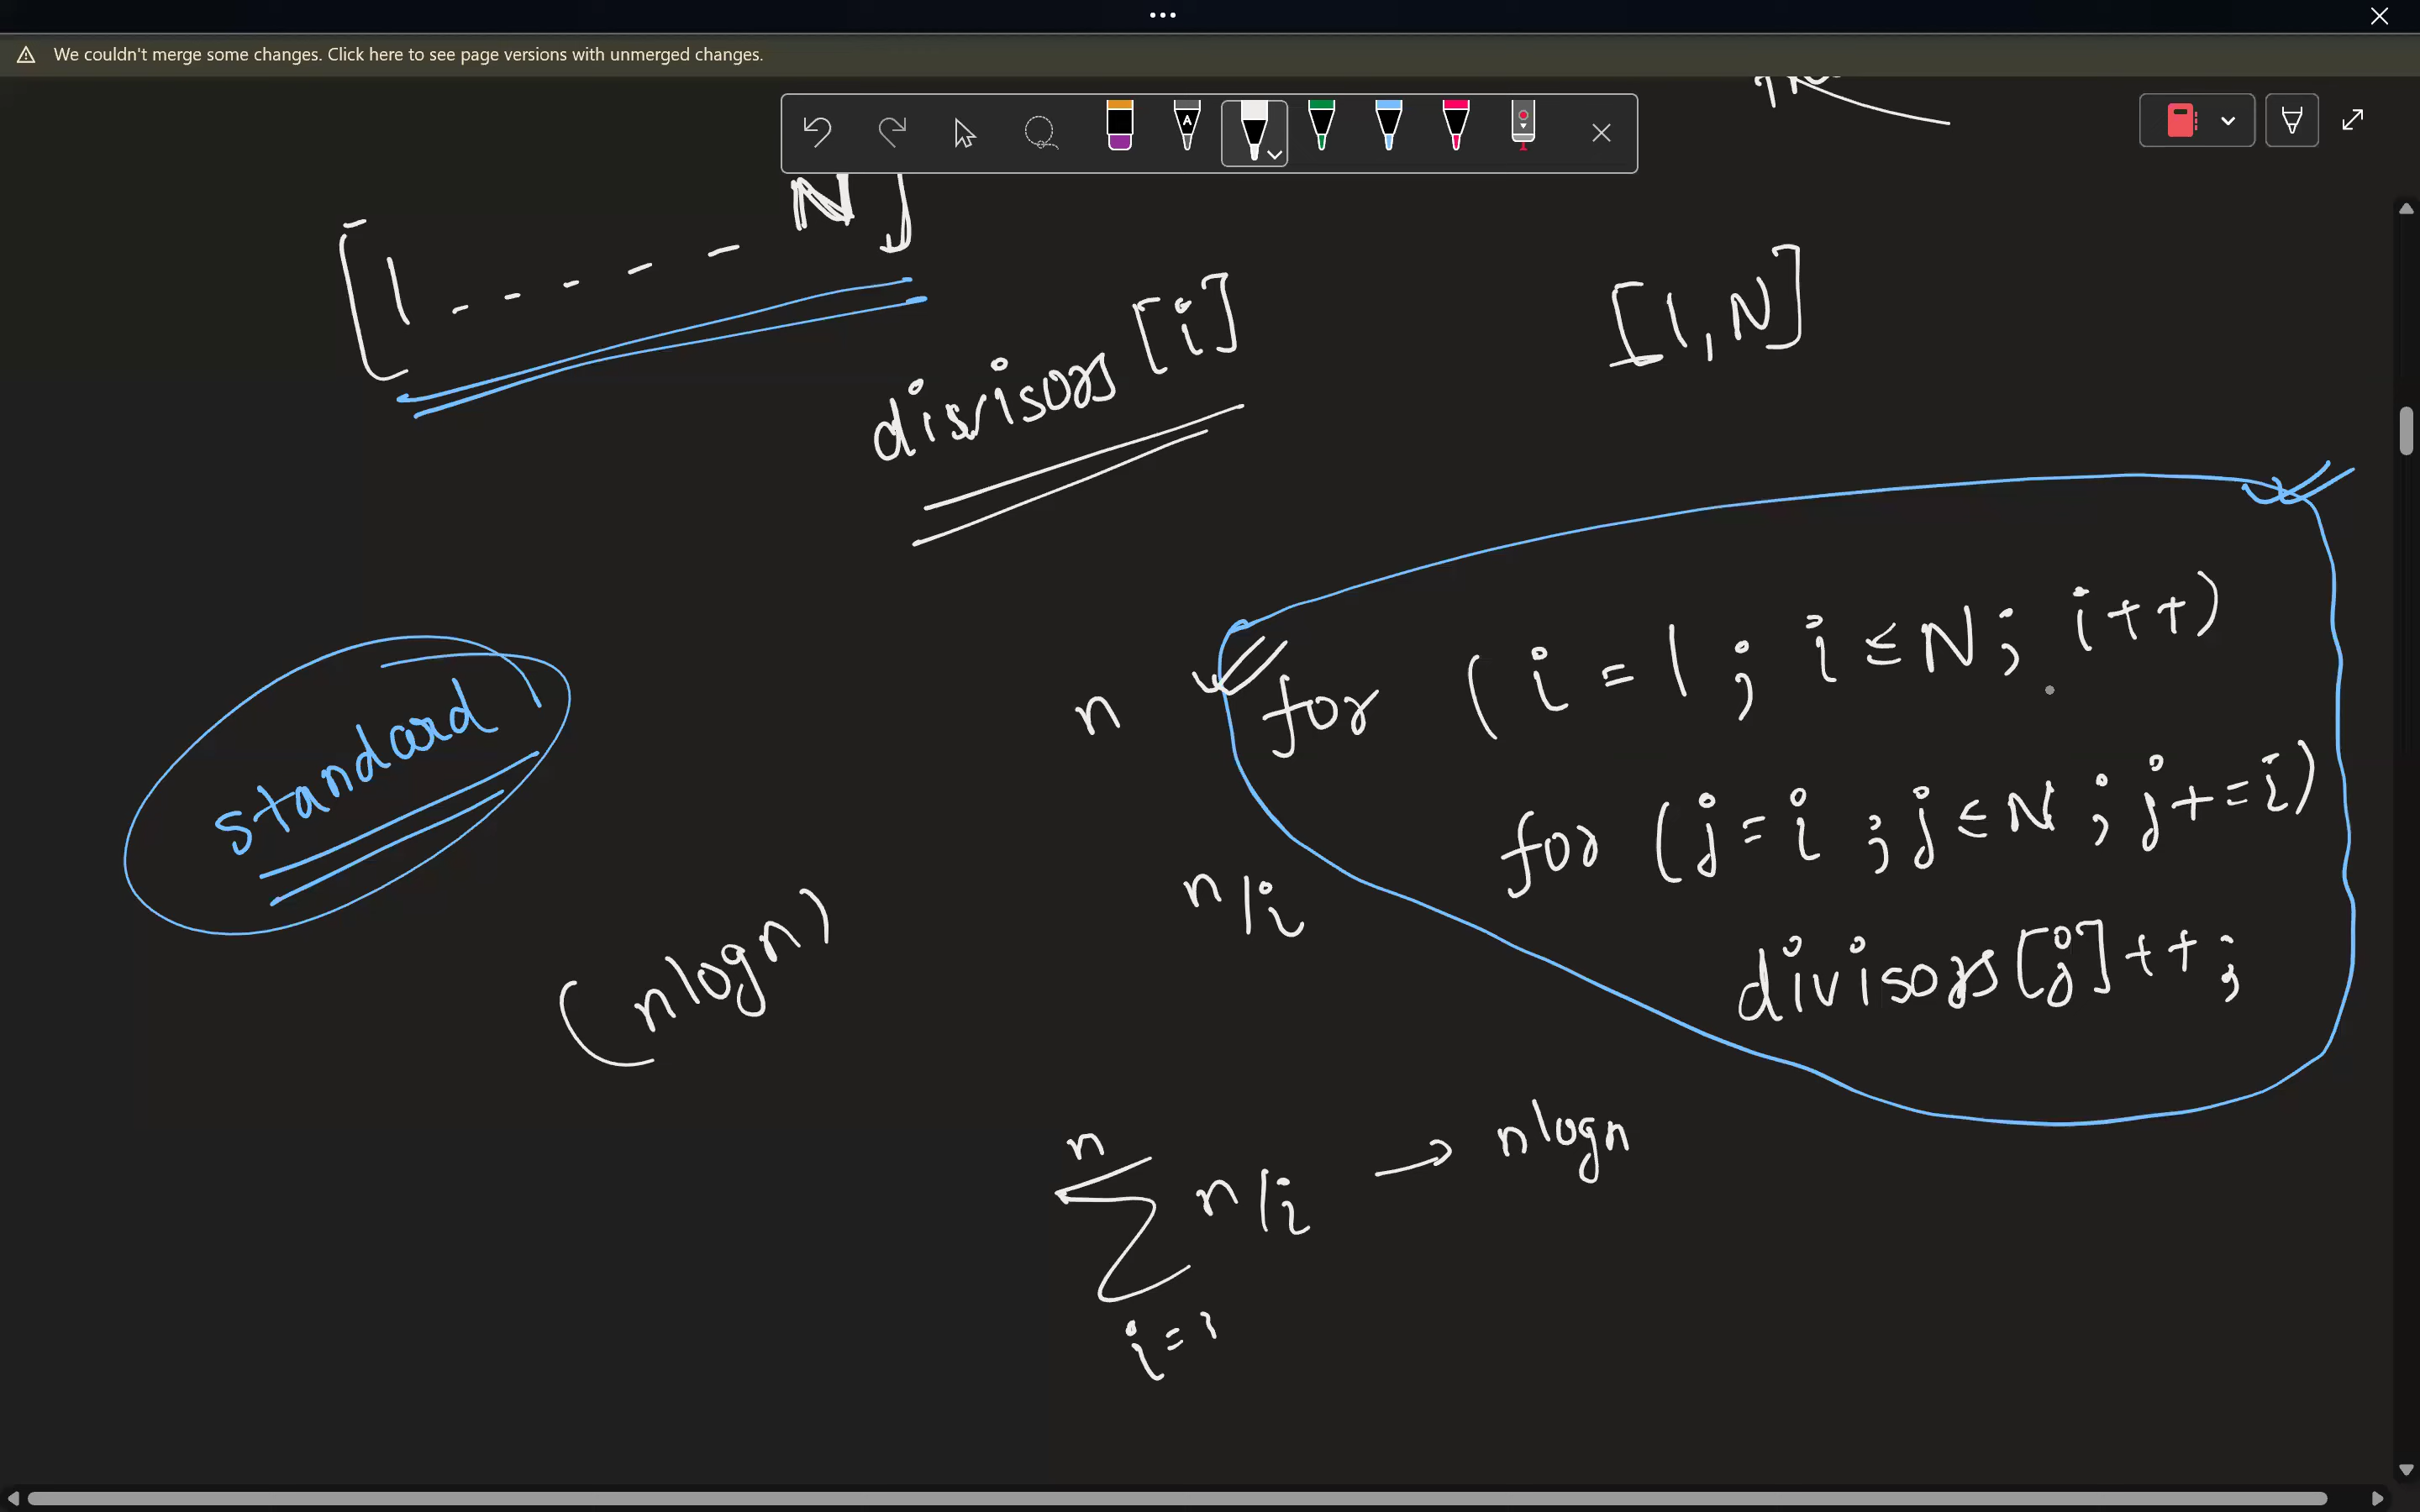 We couldn't merge some changes. Click here to see page versions with unmerged changes.
A
[1 - - - - - N]
divisors [i]
[1, N]
n
for ( i = 1 ; i ≤ N ; i++)
standard
n/i
for (j = i ; j ≤ N ; j += i)
(nlogn)
divisors[j]++;
n
∑ n/i → nlogn
i=1